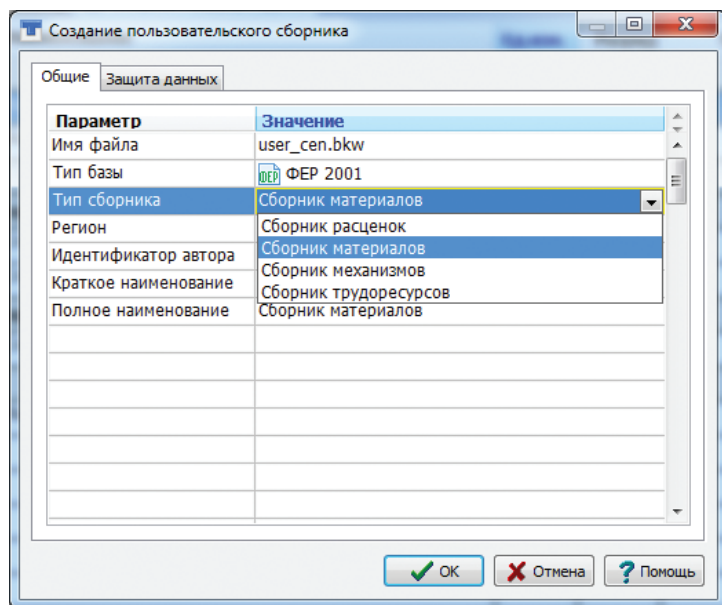 Создание пользовательского сборника
Общие Защита данных
Параметр Значение
Имя файла user_cen.bkw
Тип базы ФЕР ФЕР 2001
Тип сборника Сборник материалов
Регион Сборник расценок
Идентификатор автора Сборник материалов
Краткое наименование Сборник механизмов
Сборник трудоресурсов
Полное наименование Сборник материалов
ОК Отмена ? Помощь